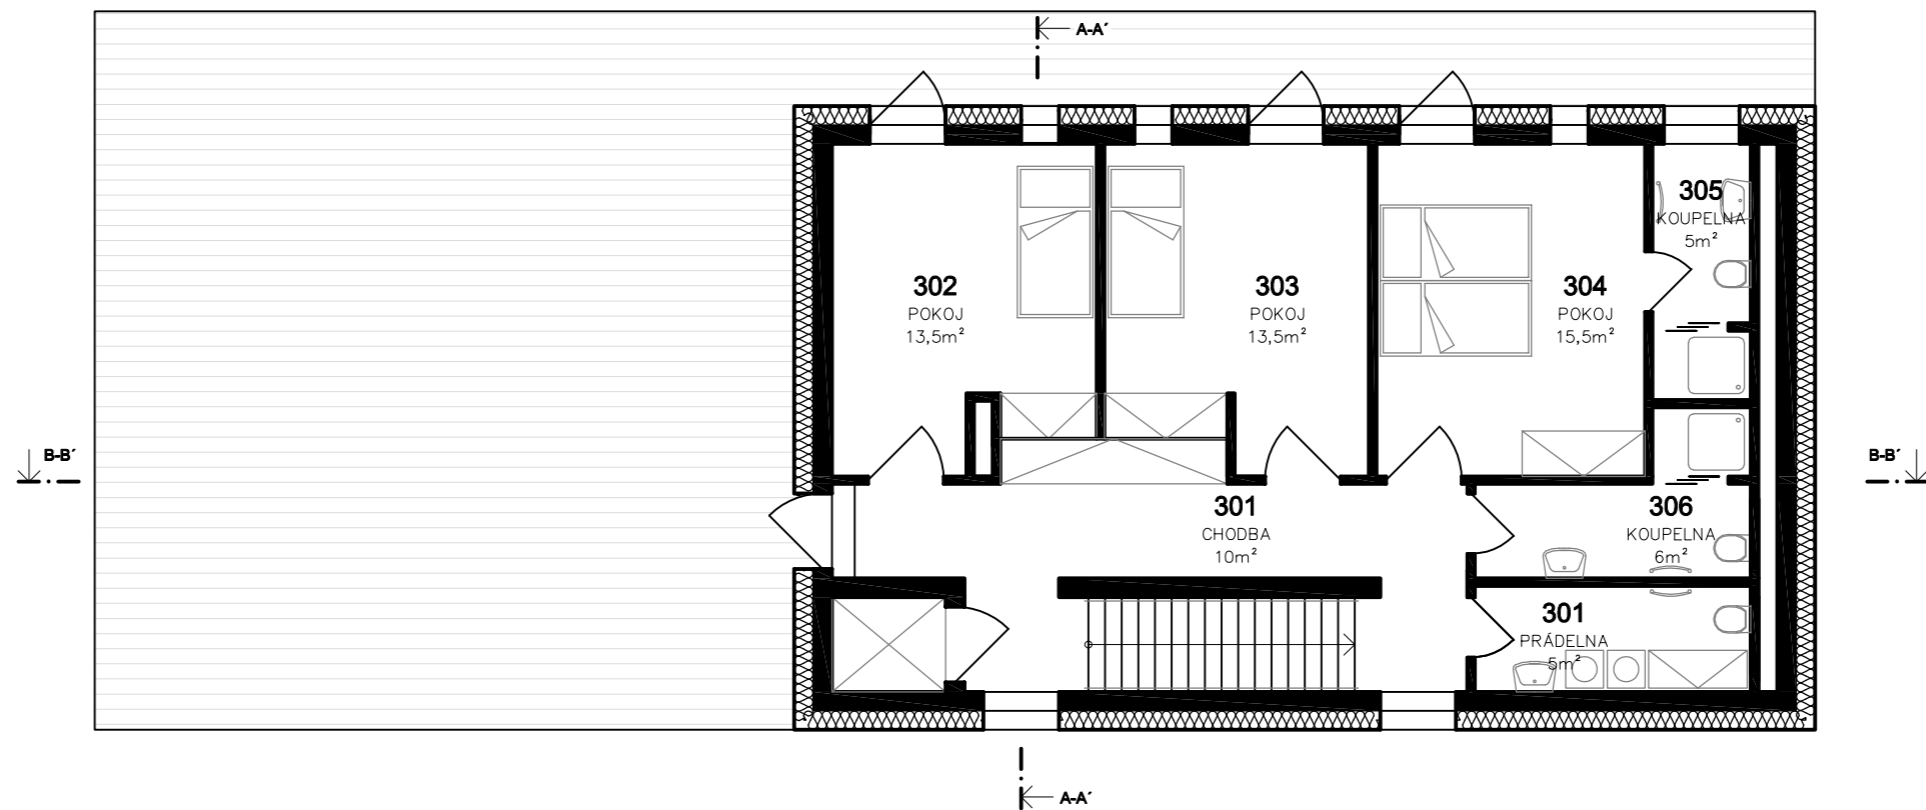 A-A´
305
KOUPELNA
5m²
302
POKOJ
13,5m²
303
POKOJ
13,5m²
304
POKOJ
15,5m²
B-B´
B-B´
301
CHODBA
10m²
306
KOUPELNA
6m²
301
PRÁDELNA
5m²
A-A´